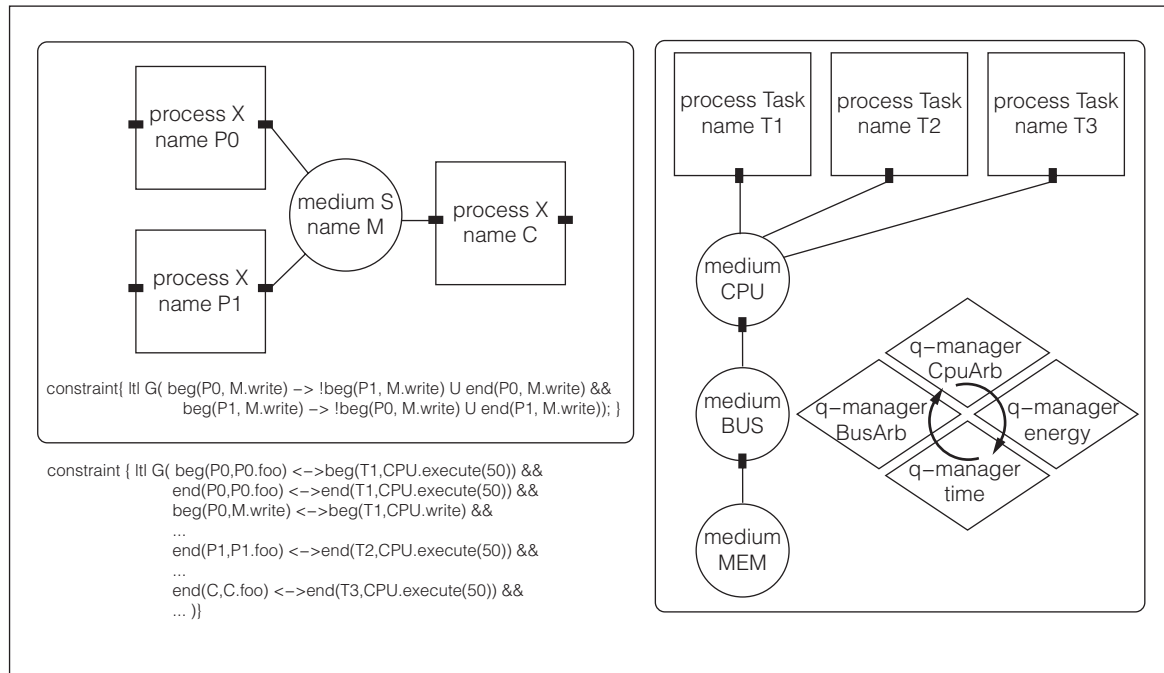 process X
name P0
medium S
name M
process X
name C
process X
name P1
constraint{ ltl G( beg(P0, M.write) −> !beg(P1, M.write) U end(P0, M.write) &&
beg(P1, M.write) −> !beg(P0, M.write) U end(P1, M.write)); }
constraint { ltl G( beg(P0,P0.foo) <−>beg(T1,CPU.execute(50)) &&
end(P0,P0.foo) <−>end(T1,CPU.execute(50)) &&
beg(P0,M.write) <−>beg(T1,CPU.write) &&
...
end(P1,P1.foo) <−>end(T2,CPU.execute(50)) &&
...
end(C,C.foo) <−>end(T3,CPU.execute(50)) &&
... )}
process Task
name T1
process Task
name T2
process Task
name T3
medium
CPU
medium
BUS
medium
MEM
q−manager
CpuArb
q−manager
BusArb
q−manager
energy
q−manager
time